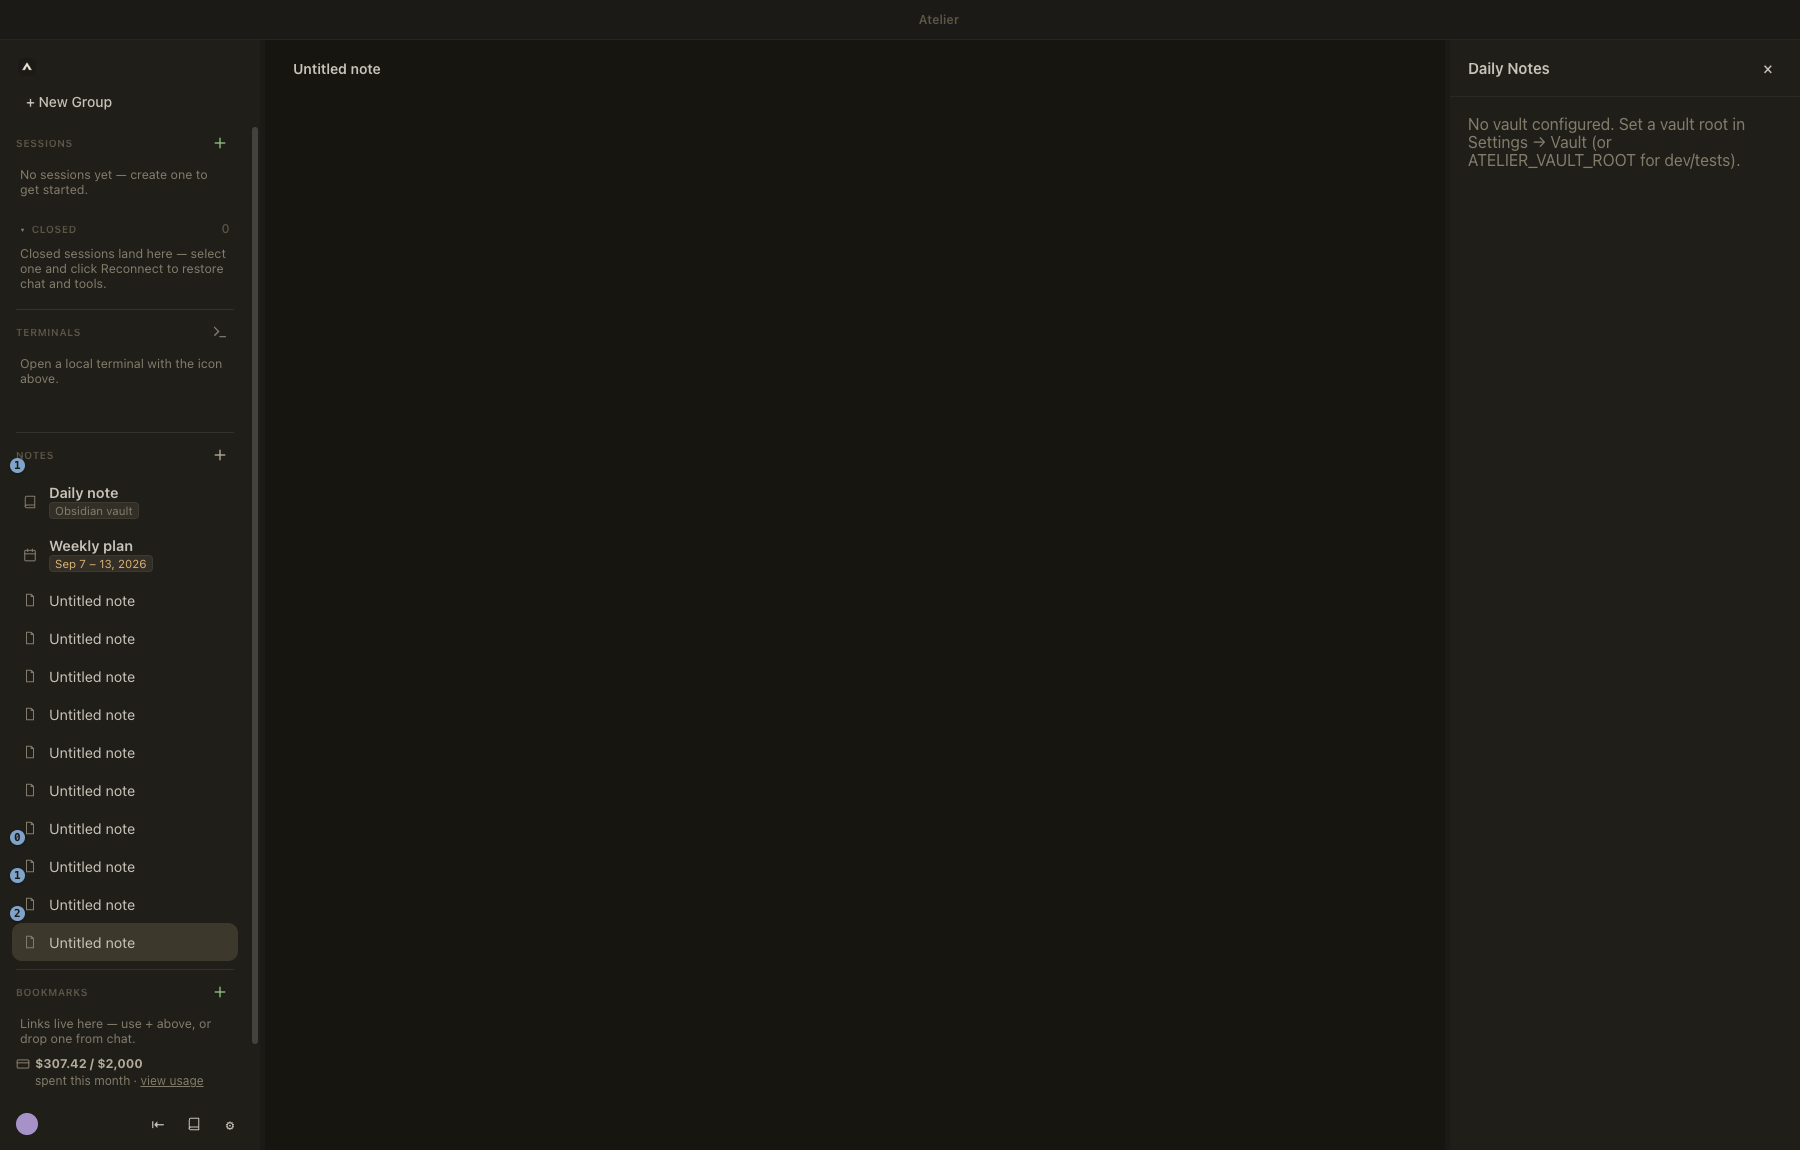 Atelier
+ New Group
SESSIONS
No sessions yet — create one to
get started.
CLOSED 0
Closed sessions land here — select
one and click Reconnect to restore
chat and tools.
TERMINALS
Open a local terminal with the icon
above.
NOTES
1
Daily note
Obsidian vault
Weekly plan
Sep 7 – 13, 2026
Untitled note
Untitled note
Untitled note
Untitled note
Untitled note
Untitled note
Untitled note
0
Untitled note
1
Untitled note
2
Untitled note
BOOKMARKS
Links live here — use + above, or
drop one from chat.
$307.42 / $2,000
spent this month · view usage
Untitled note
Daily Notes
No vault configured. Set a vault root in
Settings → Vault (or
ATELIER_VAULT_ROOT for dev/tests).